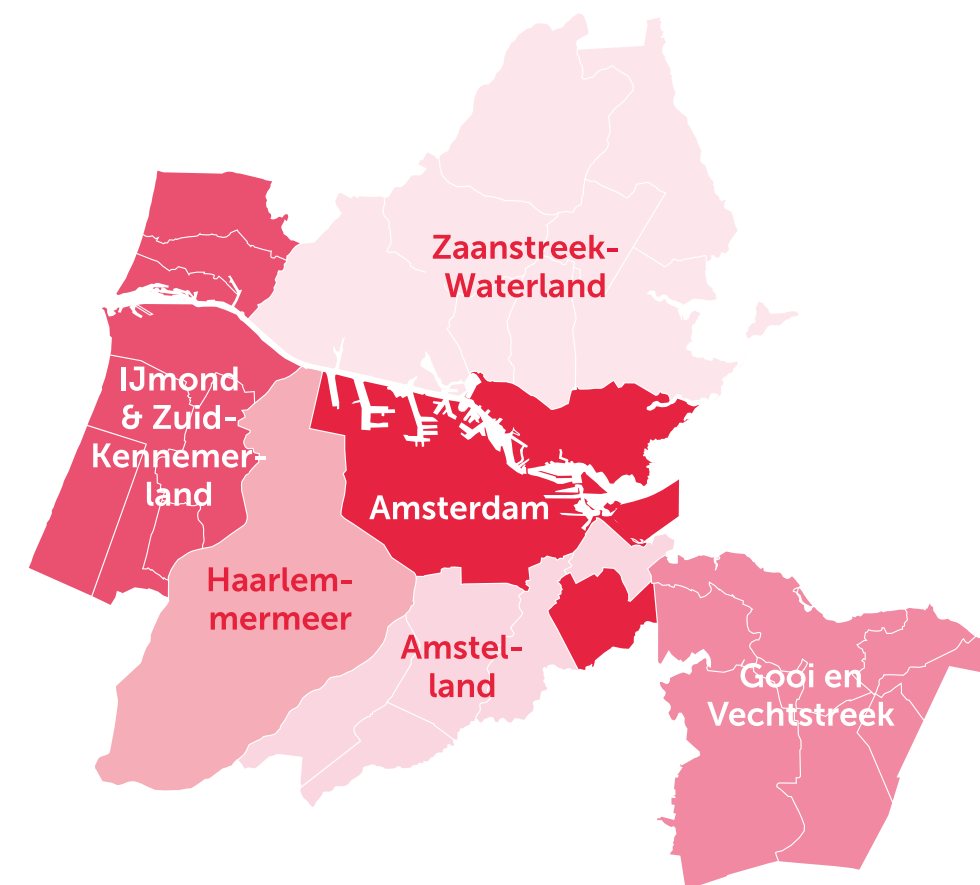 Zaanstreek-
Waterland
IJmond
& Zuid-
Kennemer-
land
Amsterdam
Haarlem-
mermeer
Amstel-
land
Gooi en
Vechtstreek